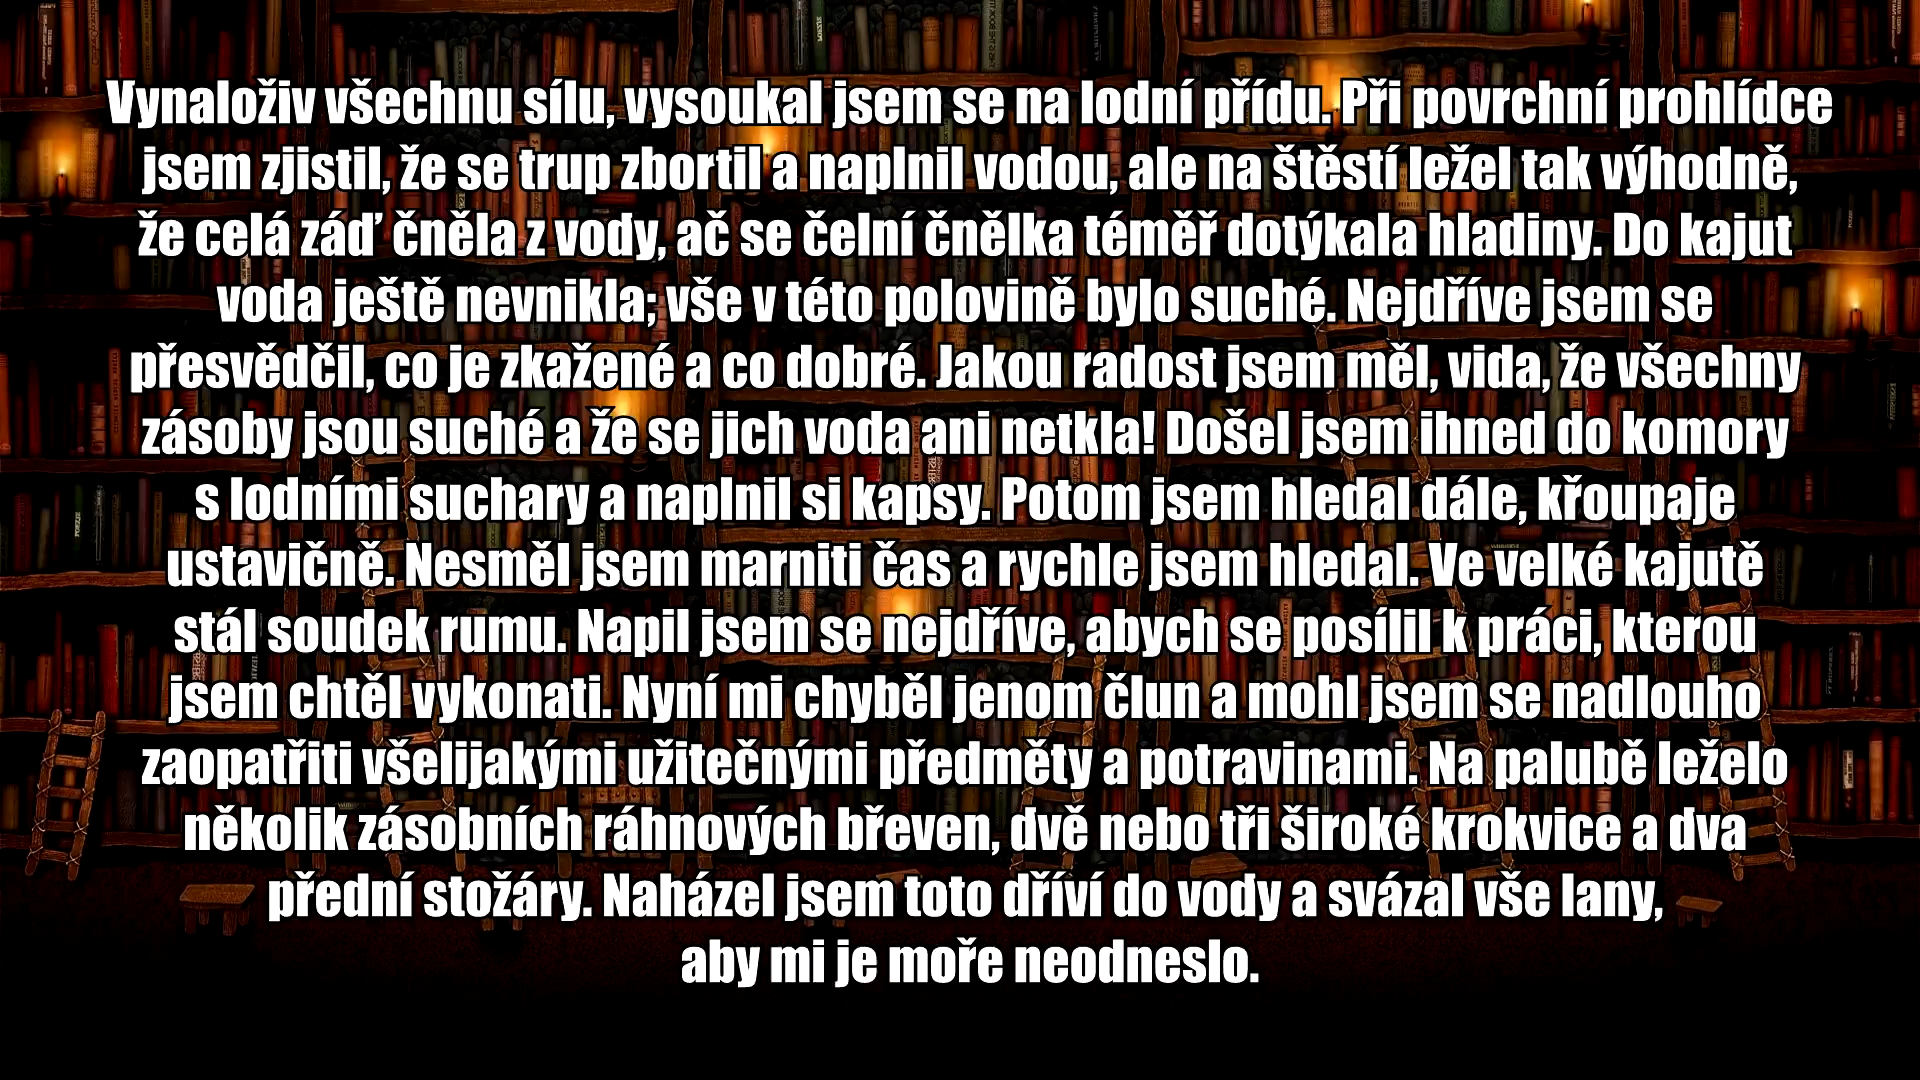 Vynaloživ všechnu sílu, vysoukal jsem se na lodní přídu. Při povrchní prohlídce
jsem zjistil, že se trup zbortil a naplnil vodou, ale na štěstí ležel tak výhodně,
že celá záď čněla z vody, ač se čelní čnělka téměř dotýkala hladiny. Do kajut
voda ještě nevnikla; vše v této polovině bylo suché. Nejdříve jsem se
přesvědčil, co je zkažené a co dobré. Jakou radost jsem měl, vida, že všechny
zásoby jsou suché a že se jich voda ani netkla! Došel jsem ihned do komory
s lodními suchary a naplnil si kapsy. Potom jsem hledal dále, křoupaje
ustavičně. Nesměl jsem marniti čas a rychle jsem hledal. Ve velké kajutě
stál soudek rumu. Napil jsem se nejdříve, abych se posílil k práci, kterou
jsem chtěl vykonati. Nyní mi chyběl jenom člun a mohl jsem se nadlouho
zaopatřiti všelijakými užitečnými předměty a potravinami. Na palubě leželo
několik zásobních ráhnových břeven, dvě nebo tři široké krokvice a dva
přední stožáry. Naházel jsem toto dříví do vody a svázal vše lany,
aby mi je moře neodneslo.